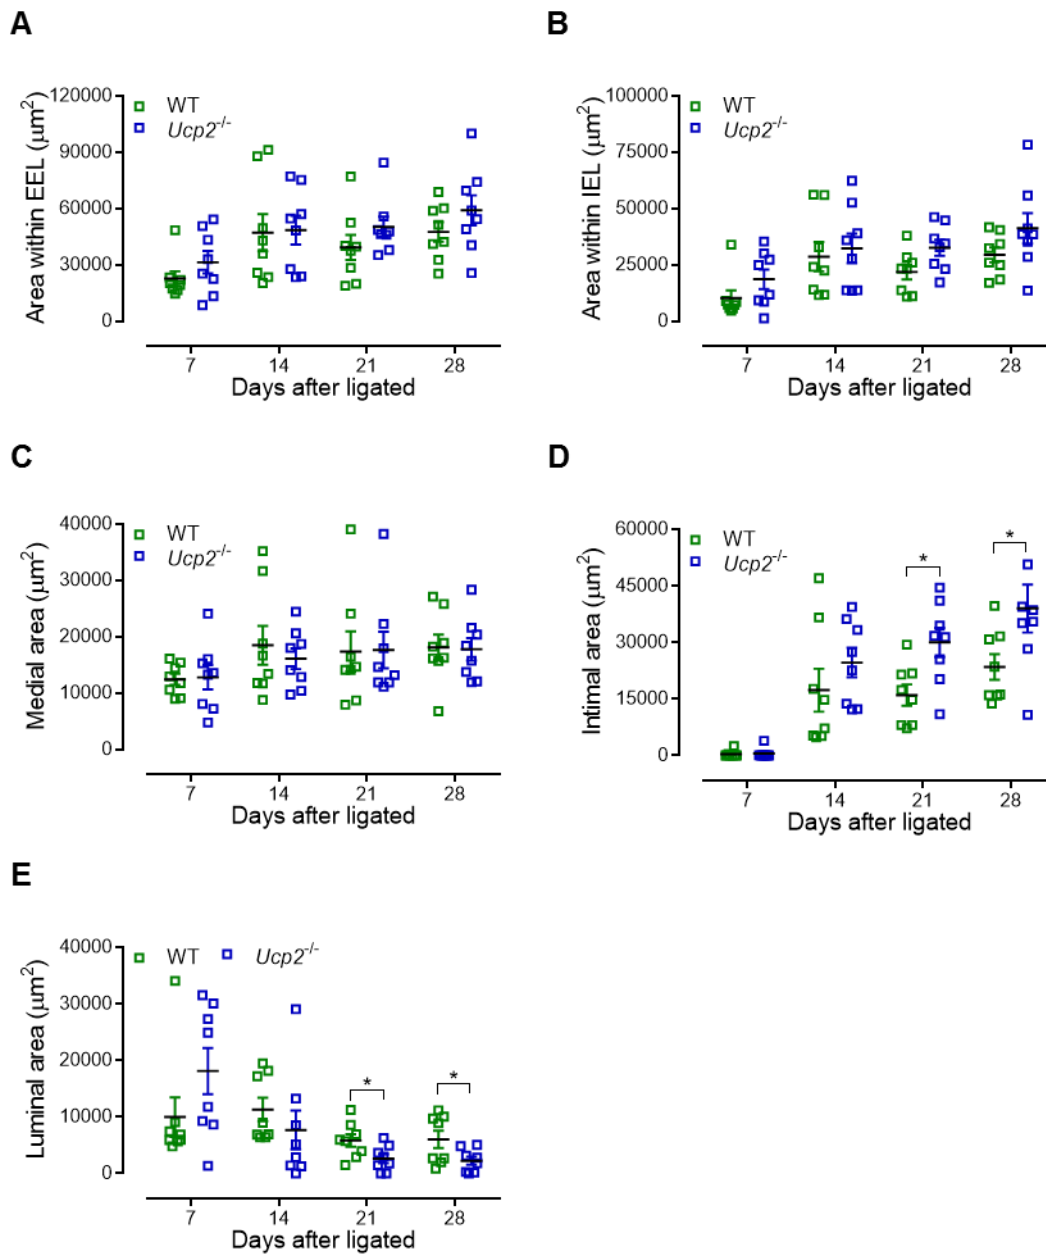 A
B
Area within EEL (μm²)
120000
90000
60000
30000
0
WT
Ucp2⁻/⁻
7 14 21 28
Days after ligated
Area within IEL (μm²)
100000
75000
50000
25000
0
WT
Ucp2⁻/⁻
7 14 21 28
Days after ligated
C
D
Medial area (μm²)
40000
30000
20000
10000
0
WT
Ucp2⁻/⁻
7 14 21 28
Days after ligated
Intimal area (μm²)
60000
45000
30000
15000
0
WT
Ucp2⁻/⁻
* *
7 14 21 28
Days after ligated
E
Luminal area (μm²)
40000
30000
20000
10000
0
WT Ucp2⁻/⁻
* *
7 14 21 28
Days after ligated